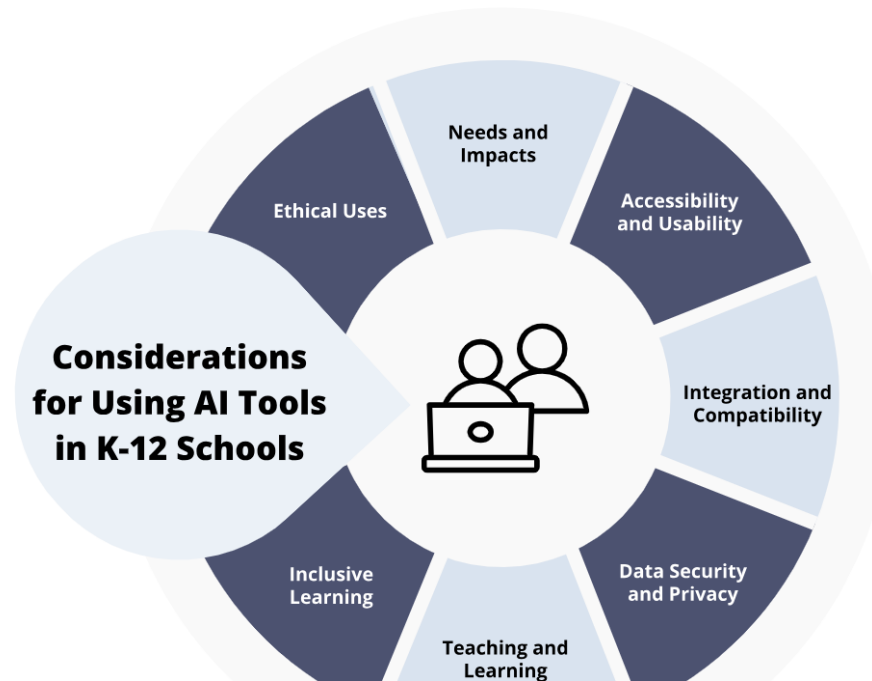 Considerations
for Using AI Tools
in K-12 Schools
Ethical Uses
Needs and
Impacts
Accessibility
and Usability
Integration and
Compatibility
Data Security
and Privacy
Teaching and
Learning
Inclusive
Learning